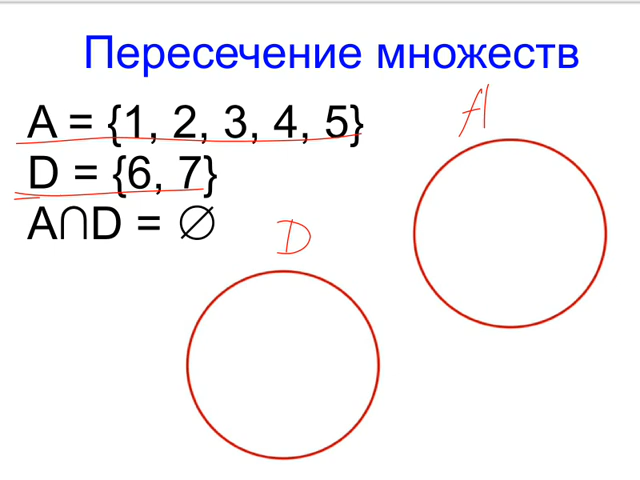 Пересечение множеств
A = {1, 2, 3, 4, 5}
D = {6, 7}
A∩D = ∅
A
D